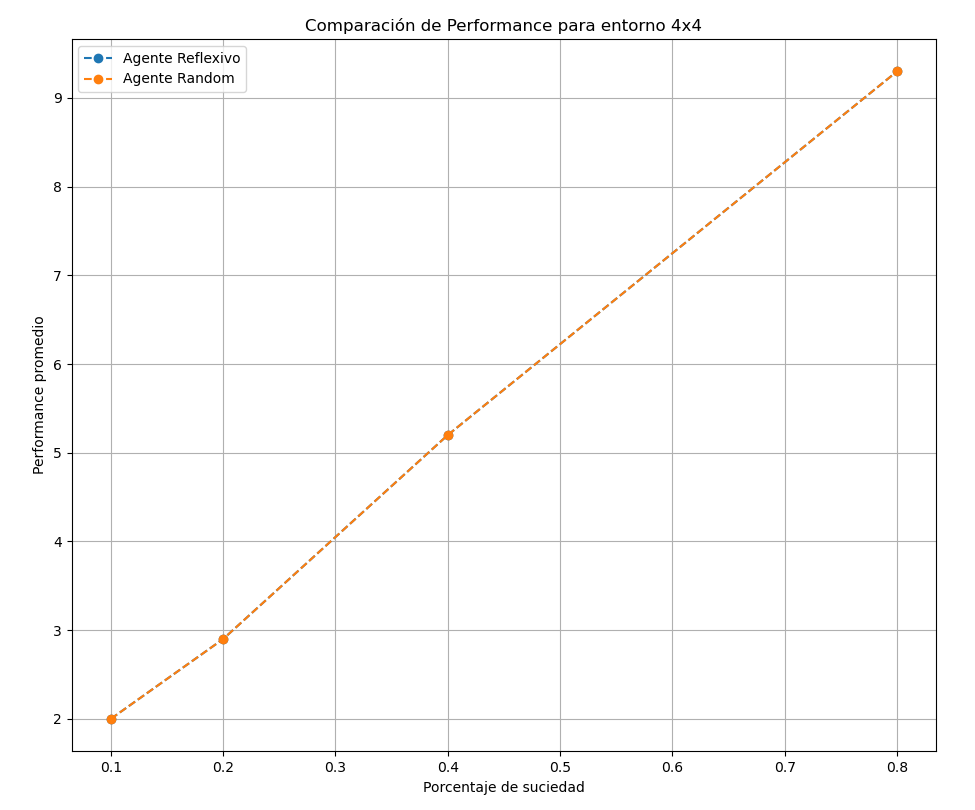 Comparación de Performance para entorno 4x4
Agente Reflexivo
Agente Random
9
8
7
6
5
4
3
2
Performance promedio
0.1 0.2 0.3 0.4 0.5 0.6 0.7 0.8
Porcentaje de suciedad